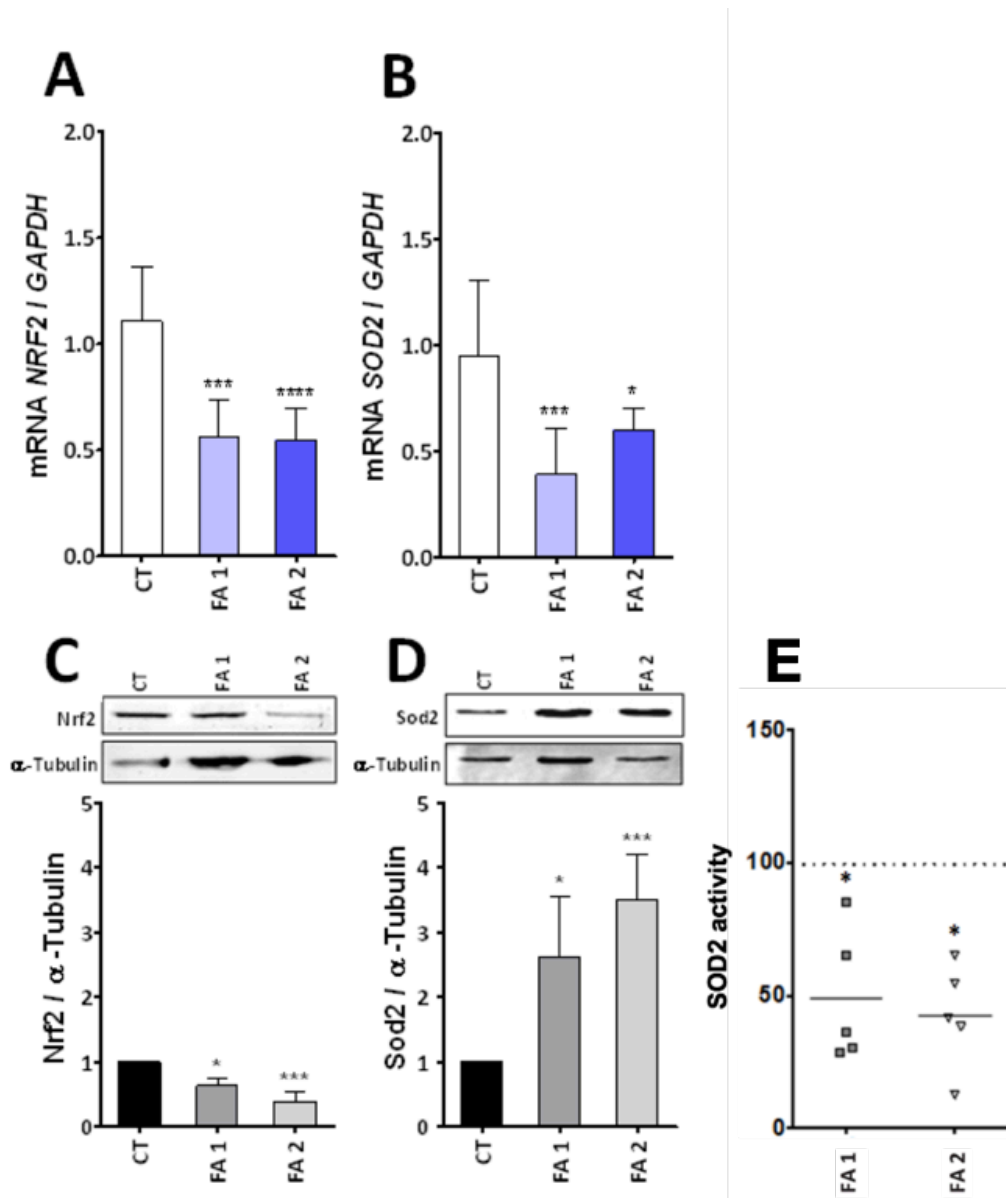 A
B
2.0
1.5
1.0
0.5
0.0
mRNA NRF2 / GAPDH
***
****
CT
FA 1
FA 2
2.0
1.5
1.0
0.5
0.0
mRNA SOD2 / GAPDH
***
*
CT
FA 1
FA 2
C
CT
FA 1
FA 2
Nrf2
α-Tubulin
5
4
3
2
1
0
Nrf2 / α -Tubulin
*
***
CT
FA 1
FA 2
D
CT
FA 1
FA 2
Sod2
α-Tubulin
5
4
3
2
1
0
Sod2 / α -Tubulin
*
***
CT
FA 1
FA 2
E
150
100
50
0
SOD2 activity
*
*
FA 1
FA 2